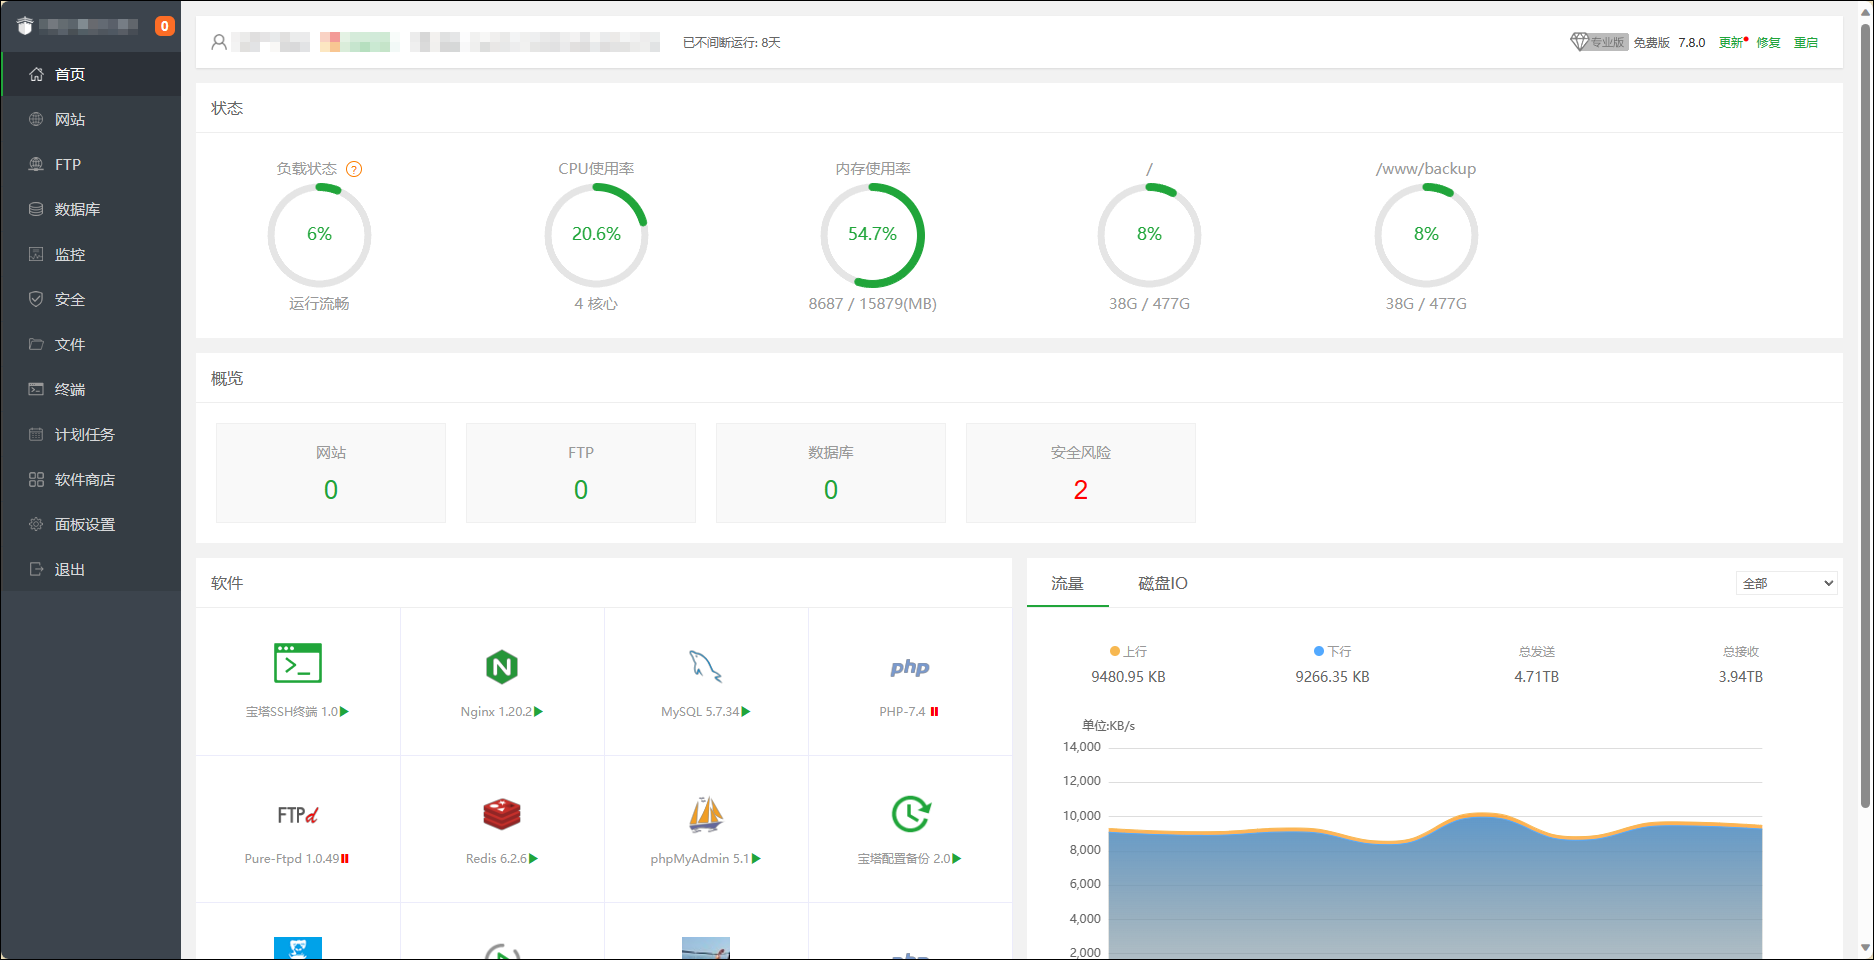 0
首页
网站
FTP
数据库
监控
安全
文件
终端
计划任务
软件商店
面板设置
退出
已不间断运行: 8天
专业版 免费版 7.8.0 更新 修复 重启
状态
负载状态 ?
6%
运行流畅
CPU使用率
20.6%
4 核心
内存使用率
54.7%
8687 / 15879(MB)
/
8%
38G / 477G
/www/backup
8%
38G / 477G
概览
网站
0
FTP
0
数据库
0
安全风险
2
软件
宝塔SSH终端 1.0
N
Nginx 1.20.2
MySQL 5.7.34
php
PHP-7.4
FTPd
Pure-Ftpd 1.0.49
Redis 6.2.6
phpMyAdmin 5.1
宝塔配置备份 2.0
php
流量
磁盘IO
全部
上行
9480.95 KB
下行
9266.35 KB
总发送
4.71TB
总接收
3.94TB
单位:KB/s
14,000
12,000
10,000
8,000
6,000
4,000
2,000